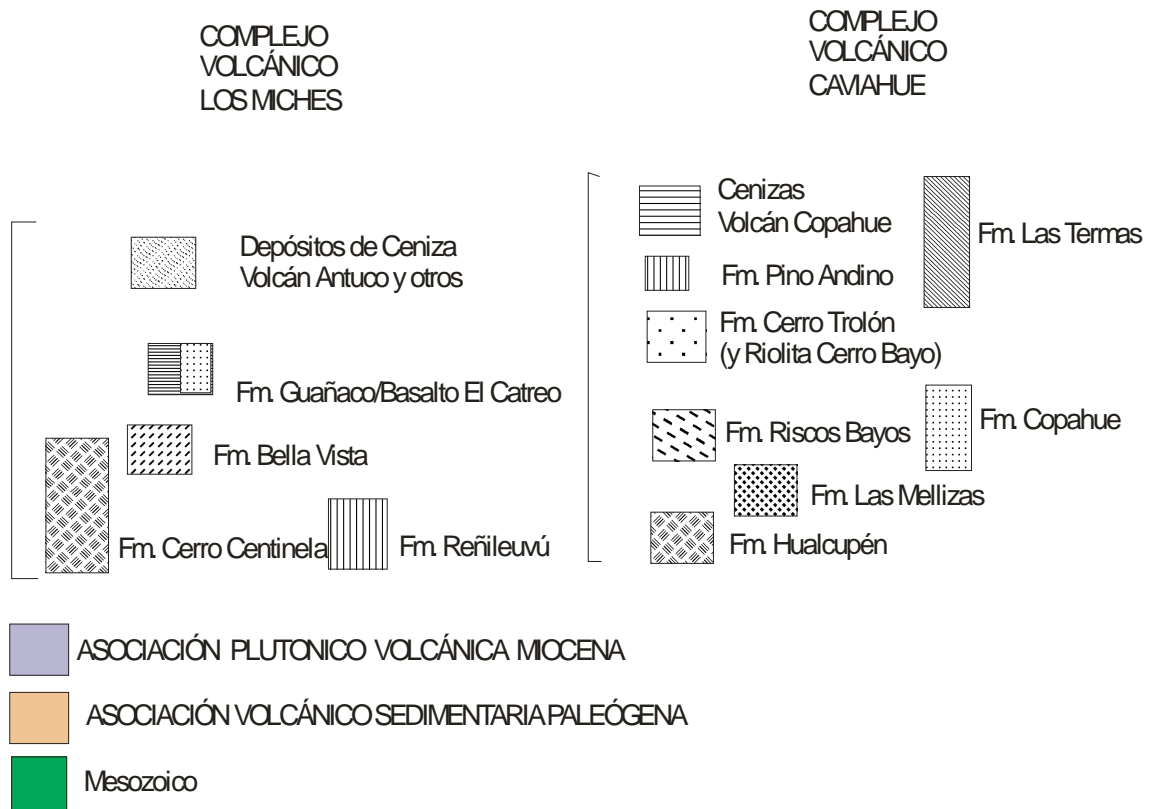 COMPLEJO
VOLCÁNICO
LOS MICHES
Depósitos de Ceniza
Volcán Antuco y otros
Fm. Guañaco/Basalto El Catreo
Fm. Bella Vista
Fm. Cerro Centinela
Fm. Reñileuvú
COMPLEJO
VOLCÁNICO
CAVIAHUE
Cenizas
Volcán Copahue
Fm. Las Termas
Fm. Pino Andino
Fm. Cerro Trolón
(y Riolita Cerro Bayo)
Fm. Riscos Bayos
Fm. Copahue
Fm. Las Mellizas
Fm. Hualcupén
ASOCIACIÓN PLUTONICO VOLCÁNICA MIOCENA
ASOCIACIÓN VOLCÁNICO SEDIMENTARIA PALEÓGENA
Mesozoico